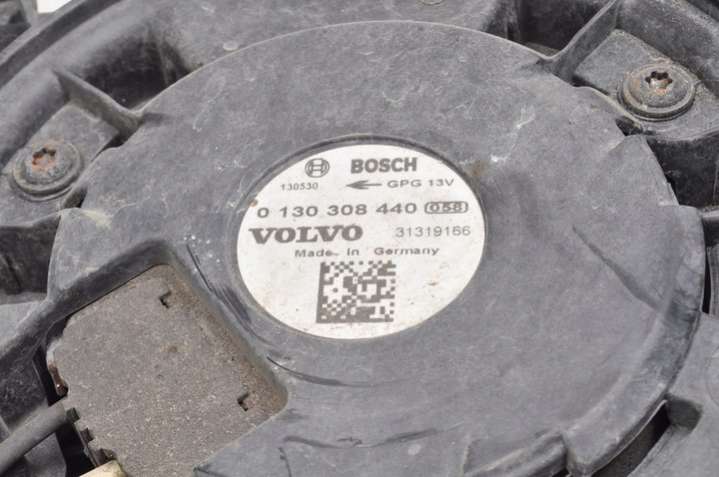 BOSCH
130530 GPG 13V
0 130 308 440 058
VOLVO 31319166
Made in Germany